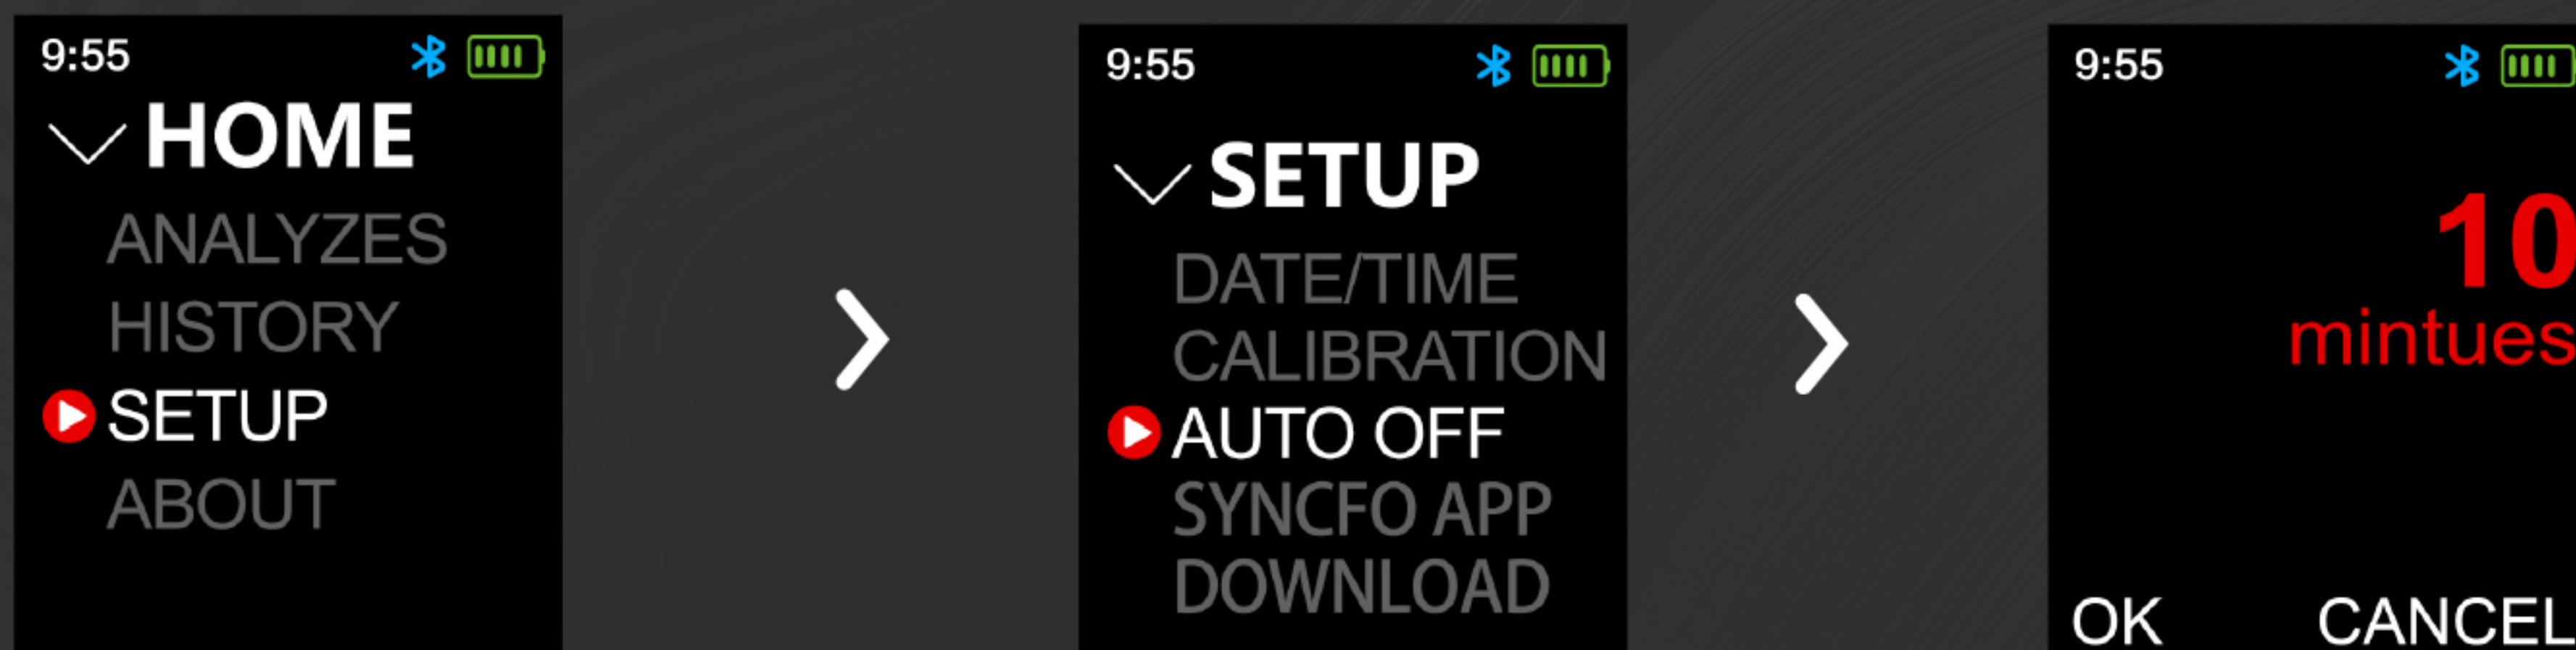 9:55
HOME
ANALYZES
HISTORY
SETUP
ABOUT
9:55
SETUP
DATE/TIME
CALIBRATION
AUTO OFF
SYNCFO APP
DOWNLOAD
9:55
10
mintues
OK CANCEL